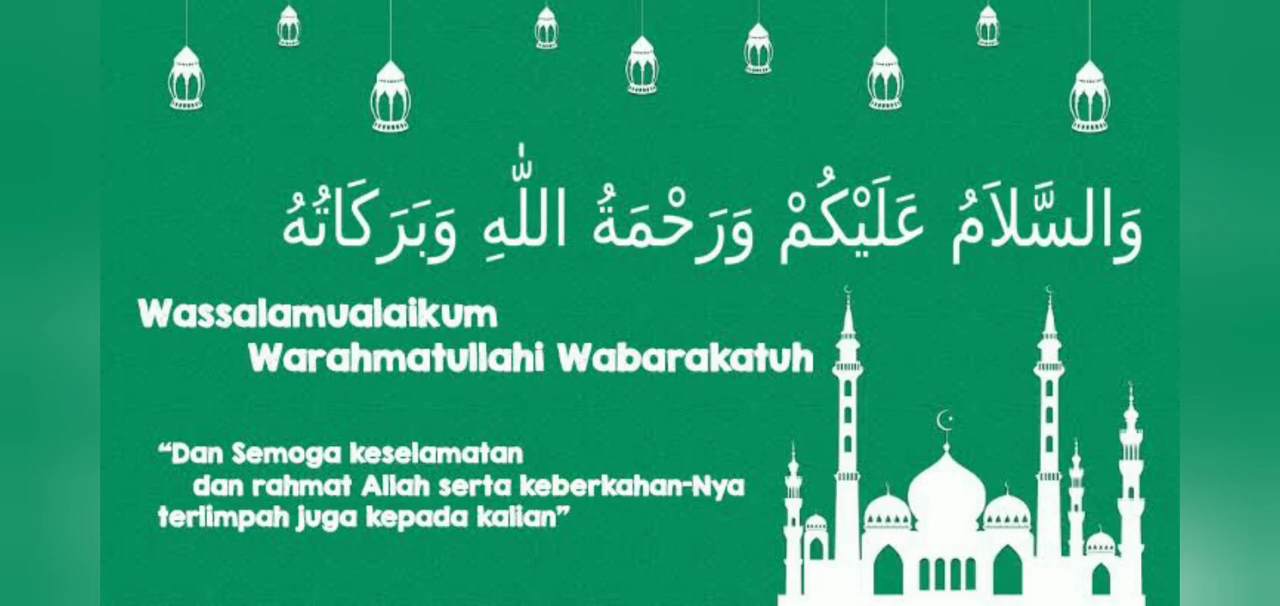 وَالسَّلاَمُ عَلَيْكُمْ وَرَحْمَةُ اللّٰهِ وَبَرَكَاتُهُ
Wassalamualaikum
Warahmatullahi Wabarakatuh
“Dan Semoga keselamatan
dan rahmat Allah serta keberkahan-Nya
terlimpah juga kepada kalian”